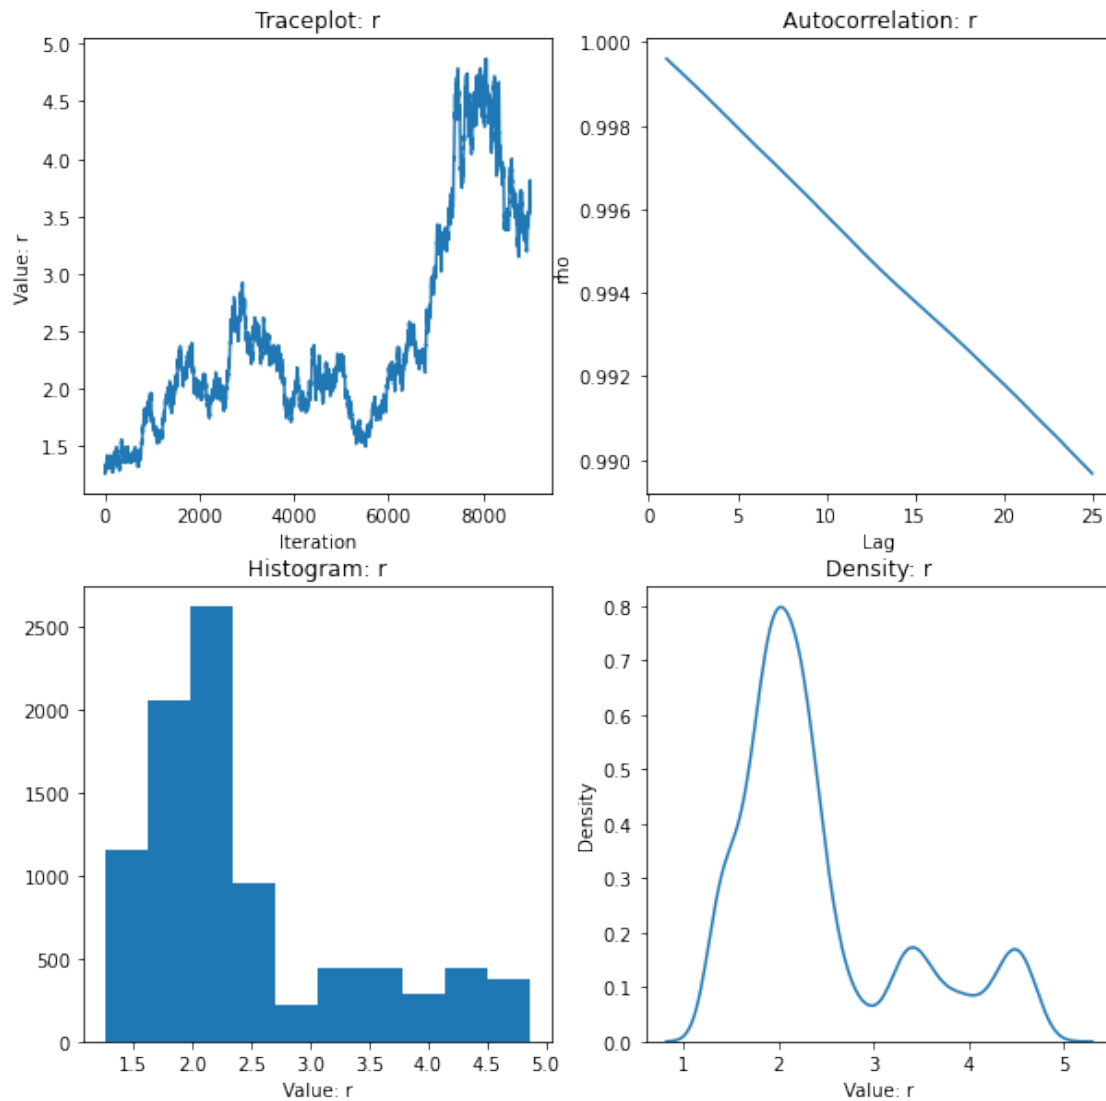 Traceplot: r
5.0
4.5
4.0
3.5
3.0
2.5
2.0
1.5
Value: r
0 2000 4000 6000 8000
Iteration
Autocorrelation: r
1.000
0.998
0.996
0.994
0.992
0.990
rho
0 5 10 15 20 25
Lag
Histogram: r
2500
2000
1500
1000
500
0
1.5 2.0 2.5 3.0 3.5 4.0 4.5 5.0
Value: r
Density: r
0.8
0.7
0.6
0.5
0.4
0.3
0.2
0.1
0.0
Density
1 2 3 4 5
Value: r